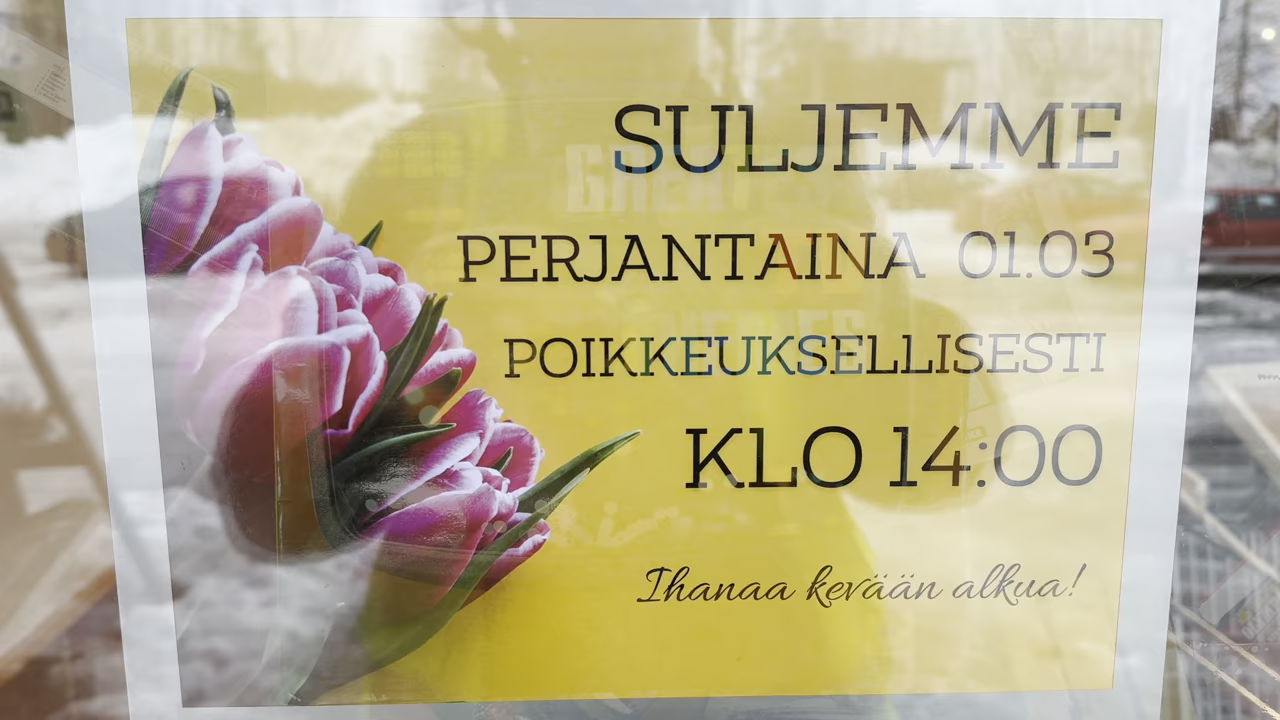 SULJEMME
PERJANTAINA 01.03
POIKKEUKSELLISESTI
KLO 14:00
Ihanaa kevään alkua!